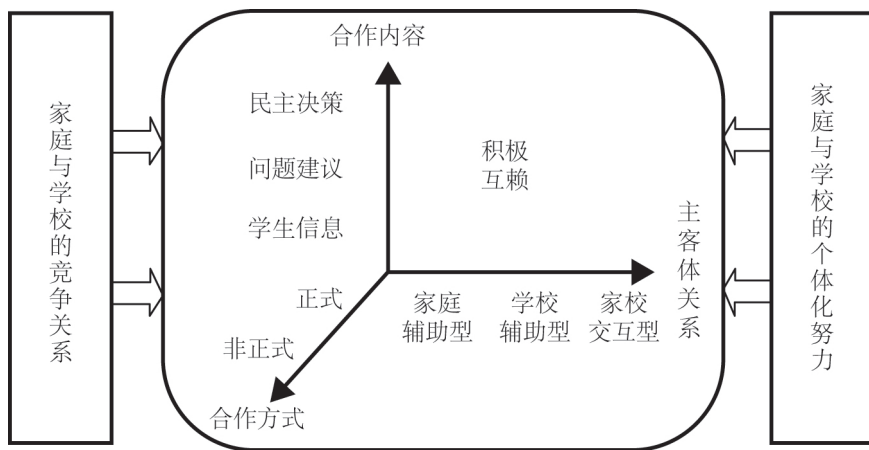 家庭与学校的竞争关系
合作内容
民主决策
问题建议
学生信息
积极
互赖
主客体关系
正式
非正式
合作方式
家庭
辅助型
学校
辅助型
家校
交互型
家庭与学校的个体化努力